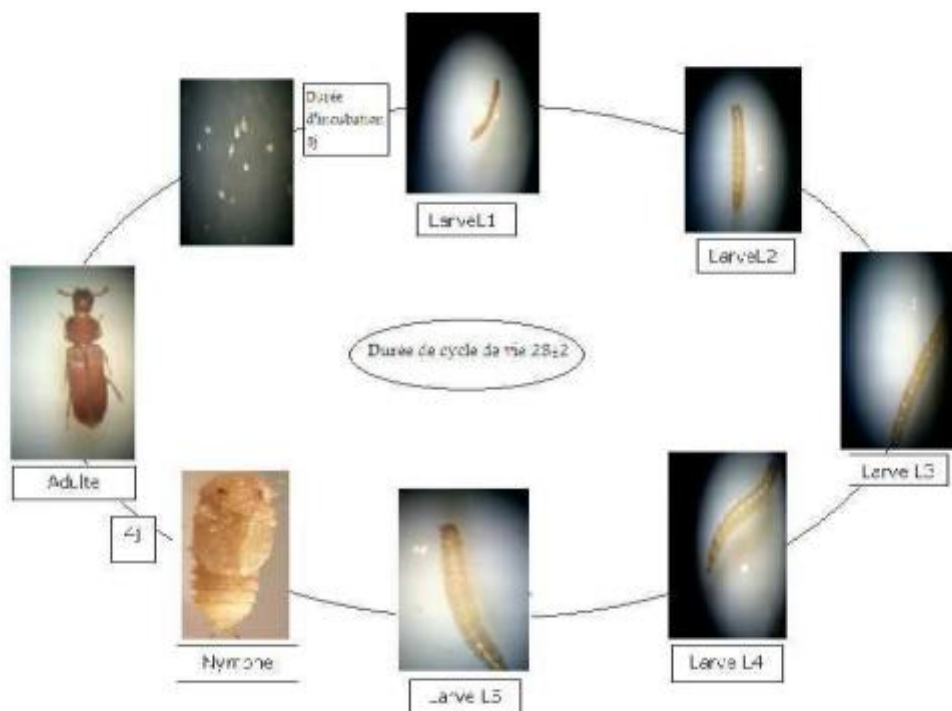 Durée
d'incubation
LarveL1
LarveL2
Larve L3
Durée de cycle de vie 28±2
Adulte
4j
Nymphe
Larve L5
Larve L4